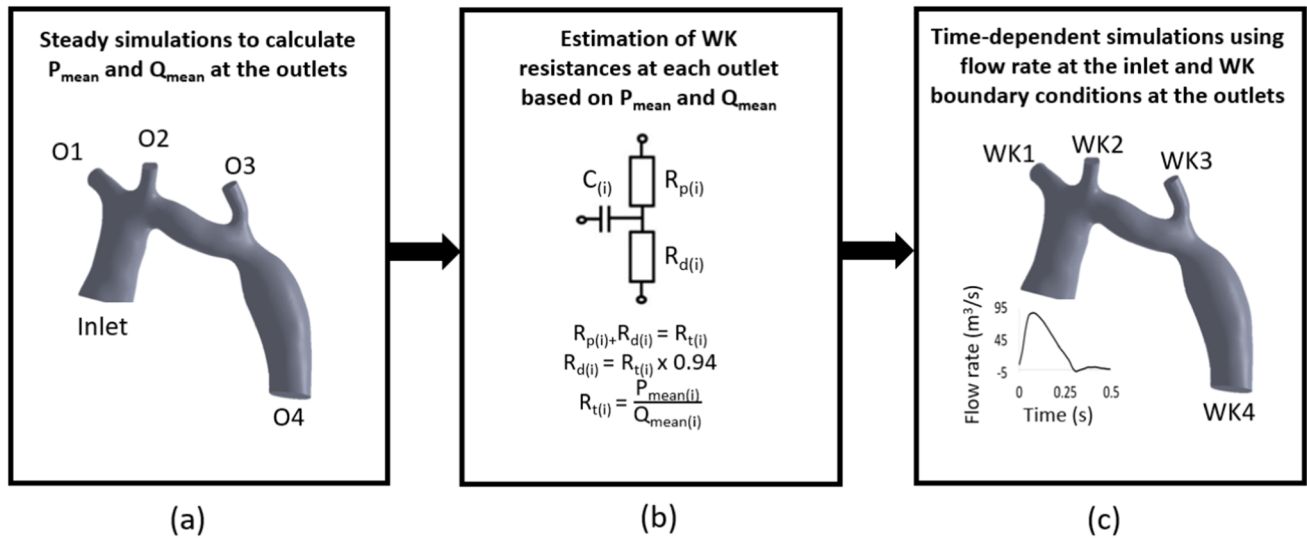 Steady simulations to calculate
Pmean and Qmean at the outlets
O1
O2
O3
Inlet
O4
(a)
Estimation of WK
resistances at each outlet
based on Pmean and Qmean
C(i)
Rp(i)
Rd(i)
Rp(i)+Rd(i) = Rt(i)
Rd(i) = Rt(i) x 0.94
Rt(i) = Pmean(i)
Qmean(i)
(b)
Time-dependent simulations using
flow rate at the inlet and WK
boundary conditions at the outlets
WK1
WK2
WK3
WK4
Flow rate (m³/s)
95
45
-5
0
0.25
0.5
Time (s)
(c)